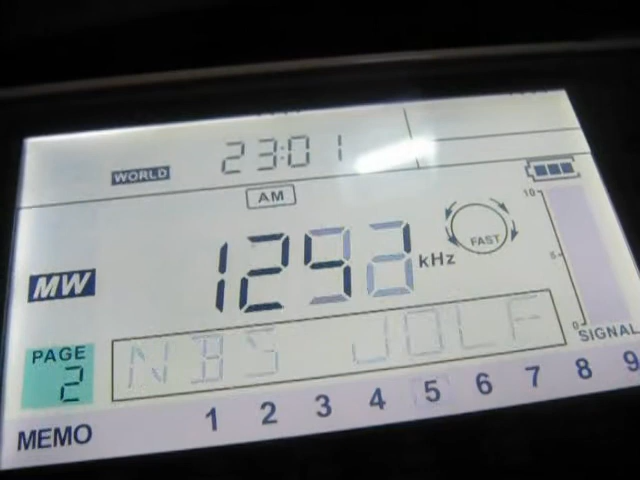 23:01
WORLD
AM
kHz
FAST
MW
10
5
0
SIGNAL
NBS JOLF
PAGE
2
MEMO 1 2 3 4 5 6 7 8 9